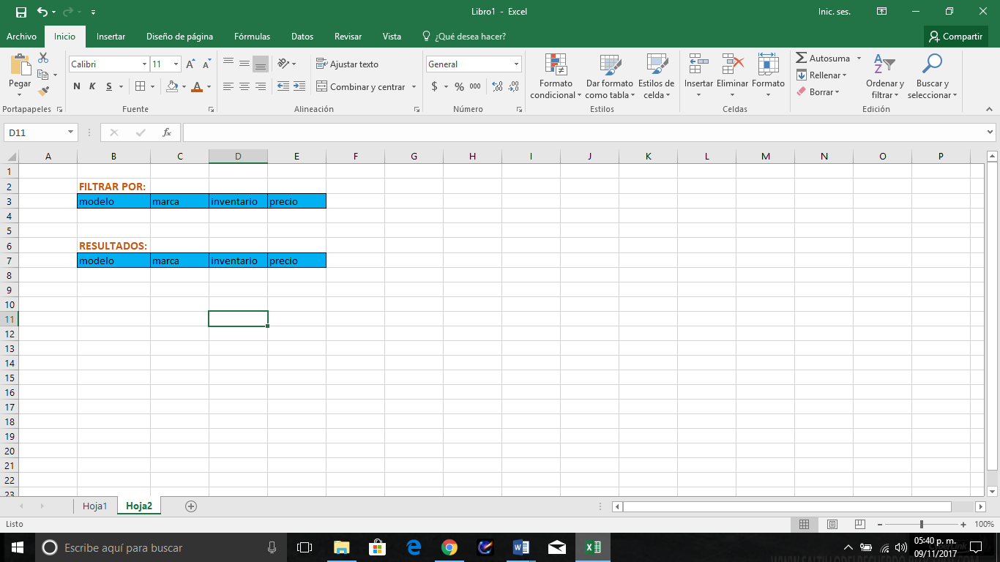 Libro1 - Excel
Inic. ses.
Archivo Inicio Insertar Diseño de página Fórmulas Datos Revisar Vista ¿Qué desea hacer? Compartir
Pegar
Portapapeles
Calibri 11
N K S A
Fuente
Ajustar texto
Combinar y centrar
Alineación
General
$ % 000
Número
Formato condicional
Dar formato como tabla
Estilos de celda
Estilos
Insertar Eliminar Formato
Celdas
Autosuma
Rellenar
Borrar
Ordenar y filtrar
Buscar y seleccionar
Edición
D11 fx
A B C D E F G H I J K L M N O P
1
2 FILTRAR POR:
3 modelo marca inventario precio
4
5
6 RESULTADOS:
7 modelo marca inventario precio
8
9
10
11
12
13
14
15
16
17
18
19
20
21
22
23
Hoja1 Hoja2
Listo 100%
Escribe aquí para buscar
05:40 p. m.
09/11/2017